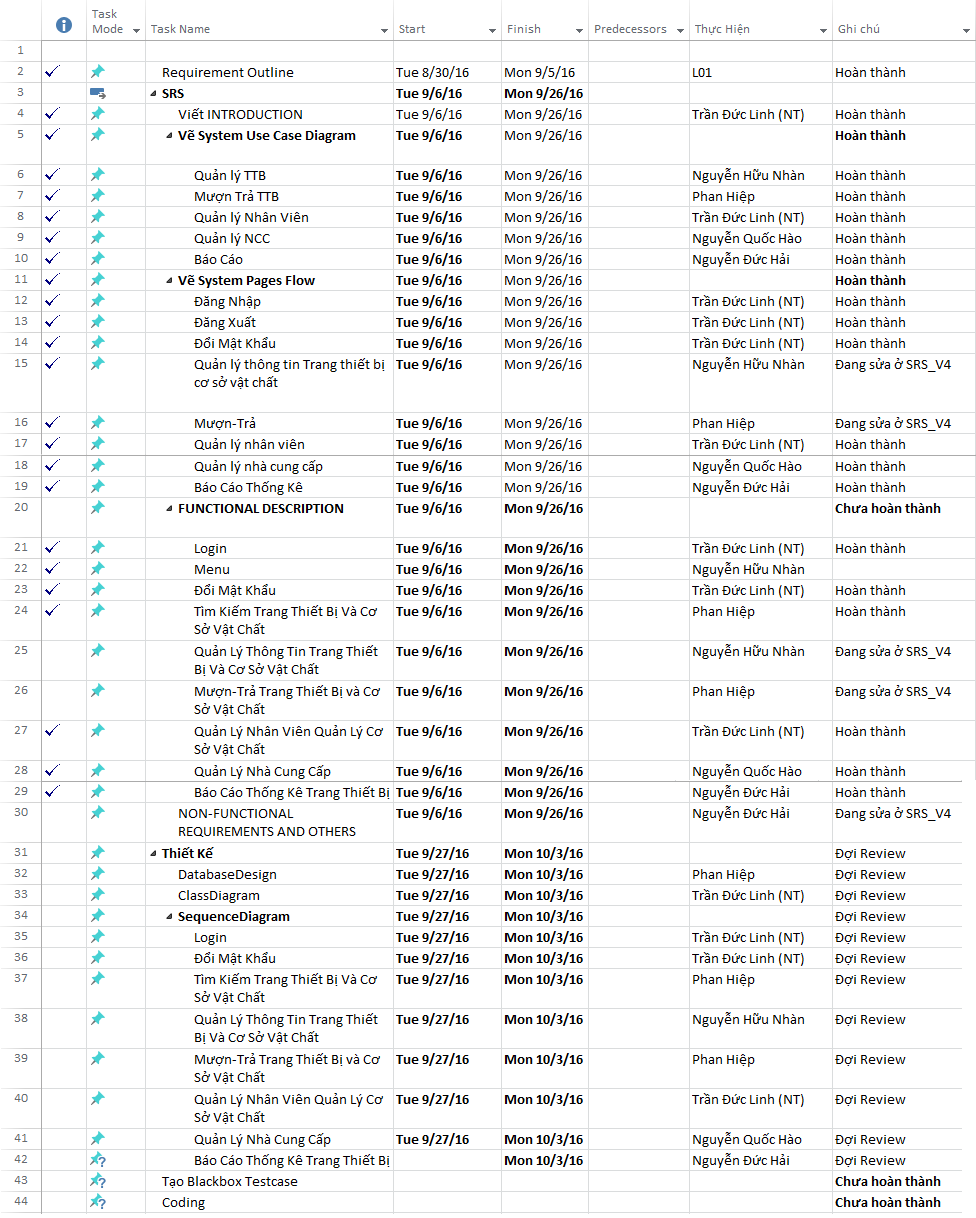 Task Mode Task Name Start Finish Predecessors Thực Hiện Ghi chú
1
2 Requirement Outline Tue 8/30/16 Mon 9/5/16 L01 Hoàn thành
3 SRS Tue 9/6/16 Mon 9/26/16
4 Viết INTRODUCTION Tue 9/6/16 Mon 9/26/16 Trần Đức Linh (NT) Hoàn thành
5 Vẽ System Use Case Diagram Tue 9/6/16 Mon 9/26/16 Hoàn thành
6 Quản lý TTB Tue 9/6/16 Mon 9/26/16 Nguyễn Hữu Nhàn Hoàn thành
7 Mượn Trả TTB Tue 9/6/16 Mon 9/26/16 Phan Hiệp Hoàn thành
8 Quản lý Nhân Viên Tue 9/6/16 Mon 9/26/16 Trần Đức Linh (NT) Hoàn thành
9 Quản lý NCC Tue 9/6/16 Mon 9/26/16 Nguyễn Quốc Hào Hoàn thành
10 Báo Cáo Tue 9/6/16 Mon 9/26/16 Nguyễn Đức Hải Hoàn thành
11 Vẽ System Pages Flow Tue 9/6/16 Mon 9/26/16 Hoàn thành
12 Đăng Nhập Tue 9/6/16 Mon 9/26/16 Trần Đức Linh (NT) Hoàn thành
13 Đăng Xuất Tue 9/6/16 Mon 9/26/16 Trần Đức Linh (NT) Hoàn thành
14 Đổi Mật Khẩu Tue 9/6/16 Mon 9/26/16 Trần Đức Linh (NT) Hoàn thành
15 Quản lý thông tin Trang thiết bị Tue 9/6/16 Mon 9/26/16 Nguyễn Hữu Nhàn Đang sửa ở SRS_V4
cơ sở vật chất
16 Mượn-Trả Tue 9/6/16 Mon 9/26/16 Phan Hiệp Đang sửa ở SRS_V4
17 Quản lý nhân viên Tue 9/6/16 Mon 9/26/16 Trần Đức Linh (NT) Hoàn thành
18 Quản lý nhà cung cấp Tue 9/6/16 Mon 9/26/16 Nguyễn Quốc Hào Hoàn thành
19 Báo Cáo Thống Kê Tue 9/6/16 Mon 9/26/16 Nguyễn Đức Hải Hoàn thành
20 FUNCTIONAL DESCRIPTION Tue 9/6/16 Mon 9/26/16 Chưa hoàn thành
21 Login Tue 9/6/16 Mon 9/26/16 Trần Đức Linh (NT) Hoàn thành
22 Menu Tue 9/6/16 Mon 9/26/16 Nguyễn Hữu Nhàn
23 Đổi Mật Khẩu Tue 9/6/16 Mon 9/26/16 Trần Đức Linh (NT) Hoàn thành
24 Tìm Kiếm Trang Thiết Bị Và Cơ Tue 9/6/16 Mon 9/26/16 Phan Hiệp Hoàn thành
Sở Vật Chất
25 Quản Lý Thông Tin Trang Thiết Tue 9/6/16 Mon 9/26/16 Nguyễn Hữu Nhàn Đang sửa ở SRS_V4
Bị Và Cơ Sở Vật Chất
26 Mượn-Trả Trang Thiết Bị và Cơ Tue 9/6/16 Mon 9/26/16 Phan Hiệp Đang sửa ở SRS_V4
Sở Vật Chất
27 Quản Lý Nhân Viên Quản Lý Cơ Tue 9/6/16 Mon 9/26/16 Trần Đức Linh (NT) Hoàn thành
Sở Vật Chất
28 Quản Lý Nhà Cung Cấp Tue 9/6/16 Mon 9/26/16 Nguyễn Quốc Hào Hoàn thành
29 Báo Cáo Thống Kê Trang Thiết Bị Tue 9/6/16 Mon 9/26/16 Nguyễn Đức Hải Hoàn thành
30 NON-FUNCTIONAL Tue 9/6/16 Mon 9/26/16 Nguyễn Đức Hải Đang sửa ở SRS_V4
REQUIREMENTS AND OTHERS
31 Thiết Kế Tue 9/27/16 Mon 10/3/16 Đợi Review
32 DatabaseDesign Tue 9/27/16 Mon 10/3/16 Phan Hiệp Đợi Review
33 ClassDiagram Tue 9/27/16 Mon 10/3/16 Trần Đức Linh (NT) Đợi Review
34 SequenceDiagram Tue 9/27/16 Mon 10/3/16 Đợi Review
35 Login Tue 9/27/16 Mon 10/3/16 Trần Đức Linh (NT) Đợi Review
36 Đổi Mật Khẩu Tue 9/27/16 Mon 10/3/16 Trần Đức Linh (NT) Đợi Review
37 Tìm Kiếm Trang Thiết Bị Và Cơ Tue 9/27/16 Mon 10/3/16 Phan Hiệp Đợi Review
Sở Vật Chất
38 Quản Lý Thông Tin Trang Thiết Tue 9/27/16 Mon 10/3/16 Nguyễn Hữu Nhàn Đợi Review
Bị Và Cơ Sở Vật Chất
39 Mượn-Trả Trang Thiết Bị và Cơ Tue 9/27/16 Mon 10/3/16 Phan Hiệp Đợi Review
Sở Vật Chất
40 Quản Lý Nhân Viên Quản Lý Cơ Tue 9/27/16 Mon 10/3/16 Trần Đức Linh (NT) Đợi Review
Sở Vật Chất
41 Quản Lý Nhà Cung Cấp Tue 9/27/16 Mon 10/3/16 Nguyễn Quốc Hào Đợi Review
42 Báo Cáo Thống Kê Trang Thiết Bị Mon 10/3/16 Nguyễn Đức Hải Đợi Review
43 Tạo Blackbox Testcase Chưa hoàn thành
44 Coding Chưa hoàn thành